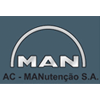 MAN
AC - MANutenção S.A.